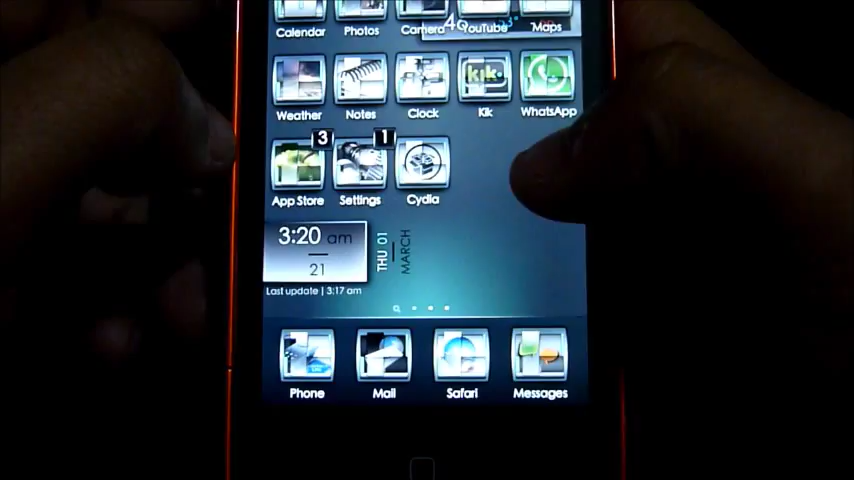 Calendar Photos Camera YouTube Maps
kik
Weather Notes Clock Kik WhatsApp
3 1
App Store Settings Cydia
3:20 am
21
THU 01
MARCH
Last update | 3:17 am
Phone Mail Safari Messages